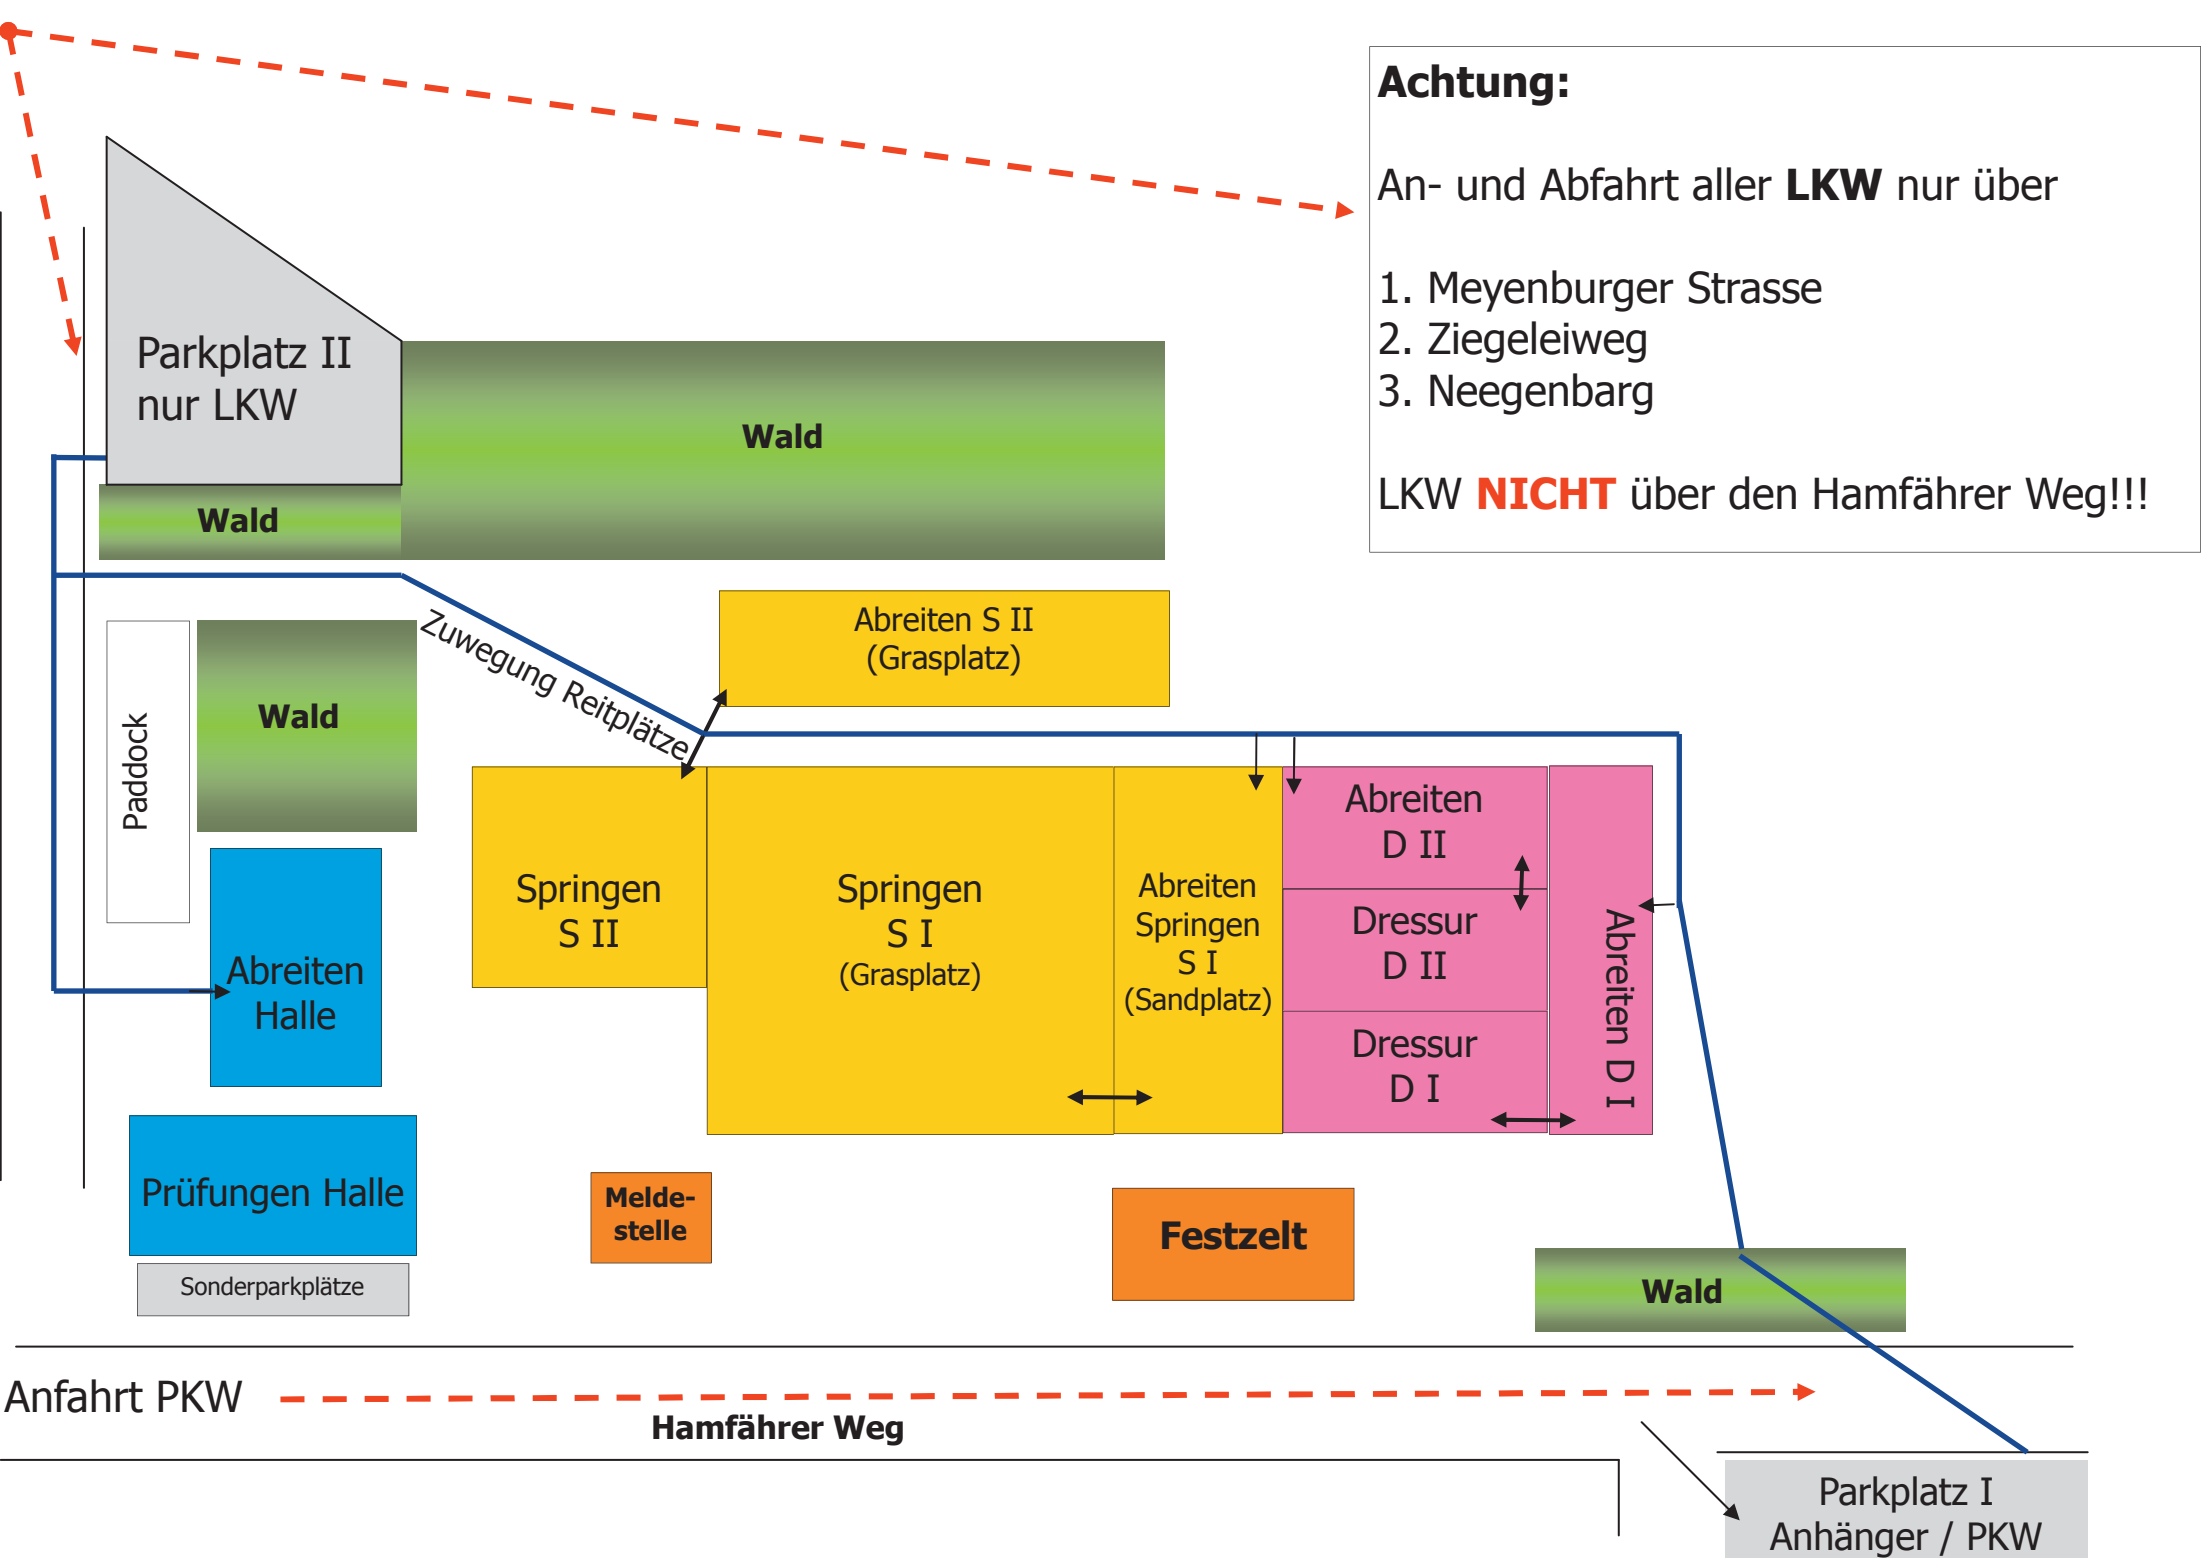 Achtung:
An- und Abfahrt aller LKW nur über
1. Meyenburger Strasse
2. Ziegeleiweg
3. Neegenbarg
LKW NICHT über den Hamfährer Weg!!!
Parkplatz II
nur LKW
Wald
Wald
Zuwegung Reitplätze
Abreiten S II
(Grasplatz)
Paddock
Wald
Springen
S II
Springen
S I
(Grasplatz)
Abreiten
Springen
S I
(Sandplatz)
Abreiten
D II
Dressur
D II
Dressur
D I
Abreiten D I
Abreiten
Halle
Prüfungen Halle
Sonderparkplätze
Melde-
stelle
Festzelt
Wald
Anfahrt PKW
Hamfährer Weg
Parkplatz I
Anhänger / PKW